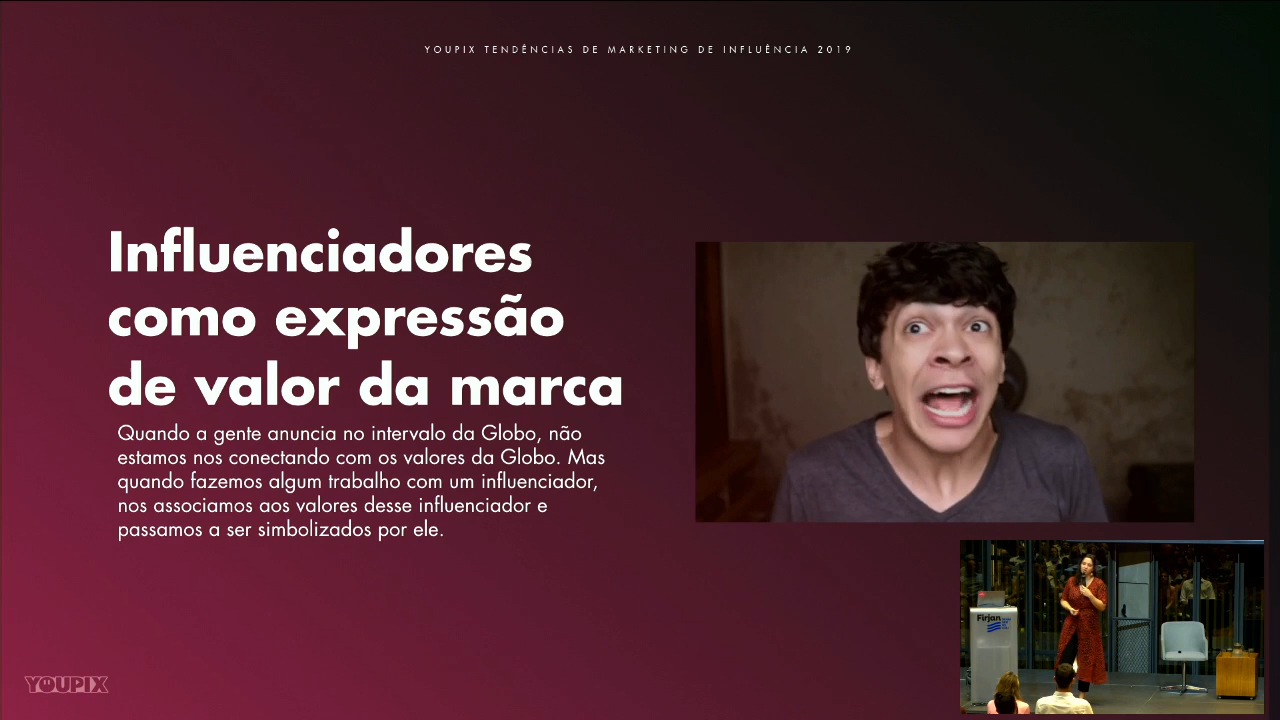 YOUPIX TENDÊNCIAS DE MARKETING DE INFLUÊNCIA 2019
Influenciadores
como expressão
de valor da marca
Quando a gente anuncia no intervalo da Globo, não
estamos nos conectando com os valores da Globo. Mas
quando fazemos algum trabalho com um influenciador,
nos associamos aos valores desse influenciador e
passamos a ser simbolizados por ele.
Firjan
YOUPIX